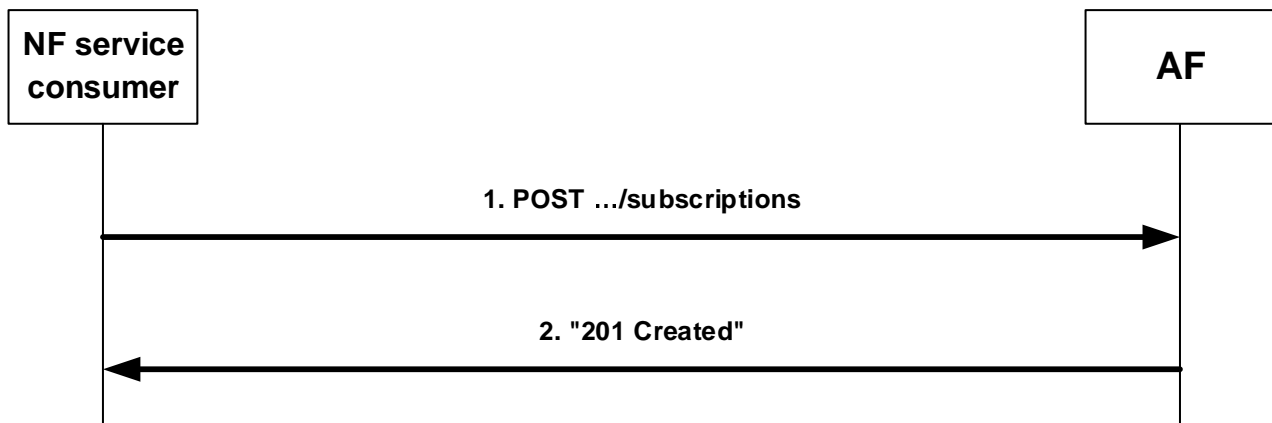 NF service
consumer
AF
1. POST .../subscriptions
2. "201 Created"